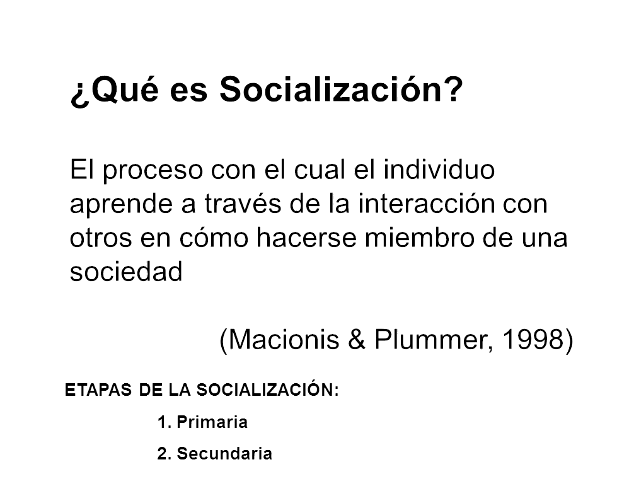 ¿Qué es Socialización?
El proceso con el cual el individuo
aprende a través de la interacción con
otros en cómo hacerse miembro de una
sociedad
(Macionis & Plummer, 1998)
ETAPAS DE LA SOCIALIZACIÓN:
1. Primaria
2. Secundaria